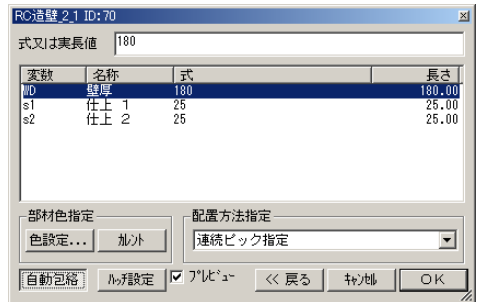 RC造壁_2_1 ID:70
式又は実長値 180
変数 名称 式 長さ
WD 壁厚 180 180.00
s1 仕上 1 25 25.00
s2 仕上 2 25 25.00
部材色指定 配置方法指定
色設定... ｶﾚﾝﾄ 連続ピック指定
自動包絡 ﾊｯﾁ設定 ﾌﾟﾚﾋﾞｭｰ << 戻る ｷｬﾝｾﾙ OK